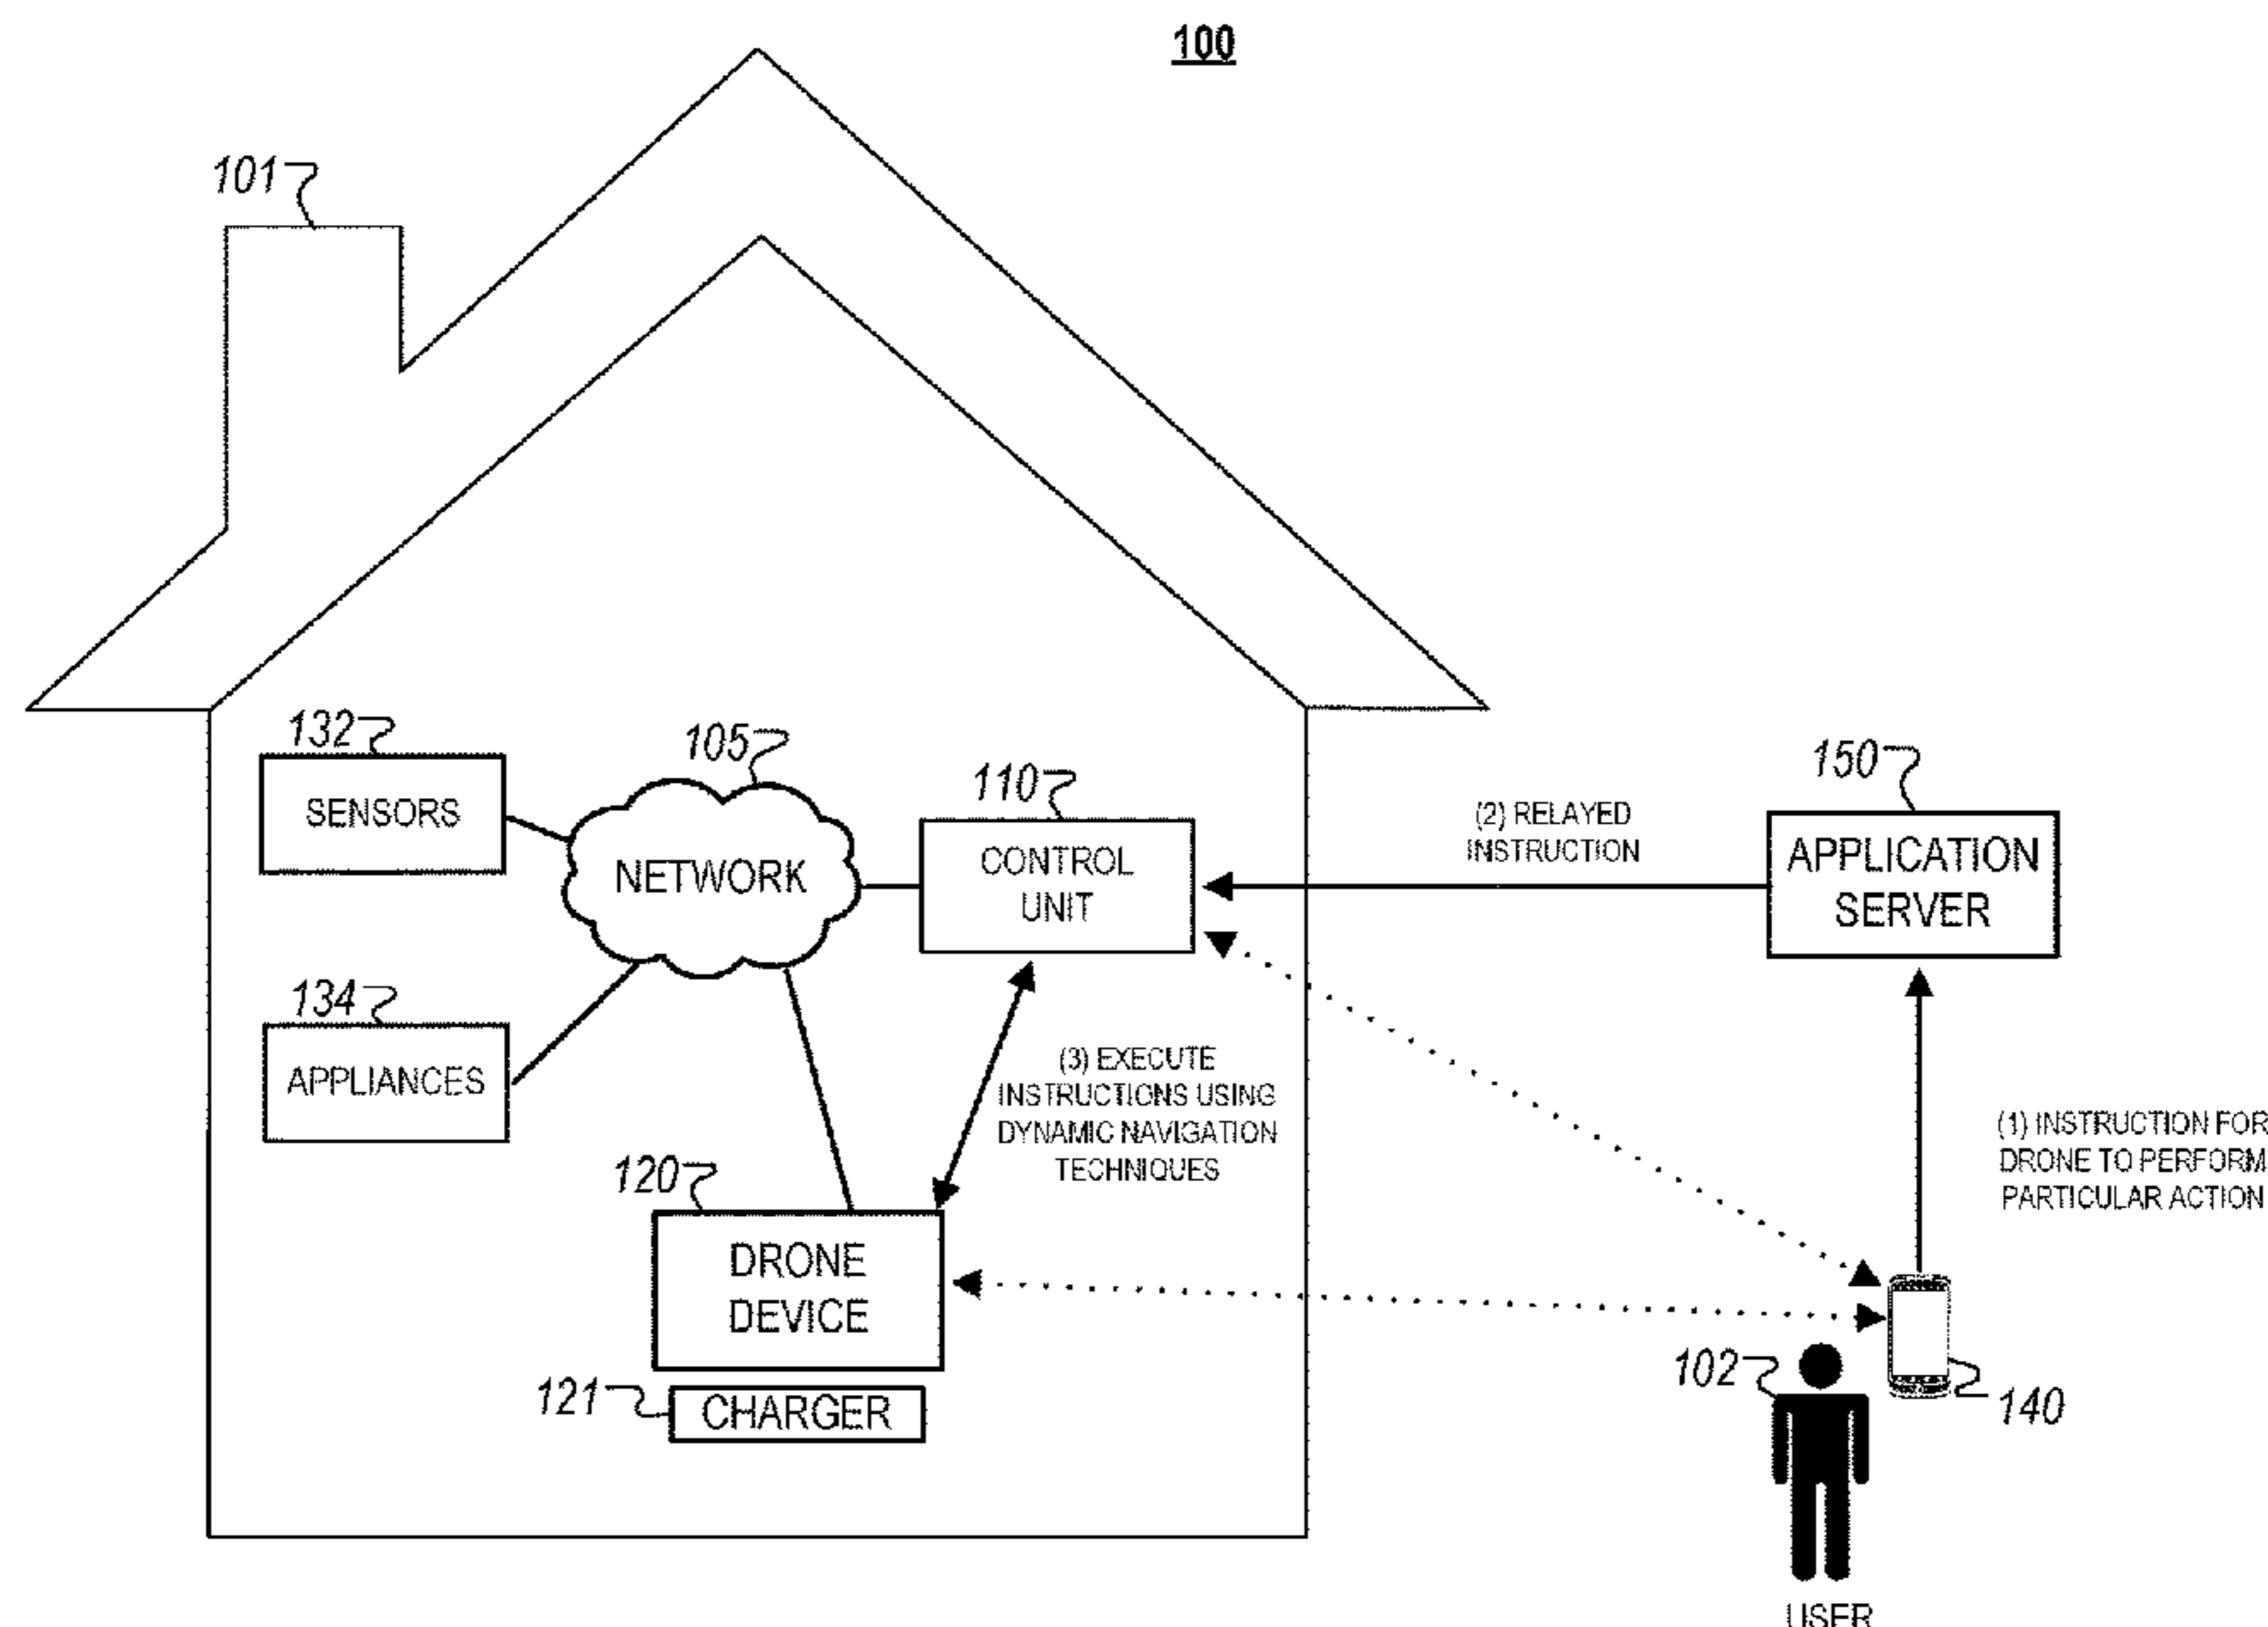 100
101
132
SENSORS
105
NETWORK
110
CONTROL
UNIT
(2) RELAYED
INSTRUCTION
150
APPLICATION
SERVER
134
APPLIANCES
(3) EXECUTE
INSTRUCTIONS USING
DYNAMIC NAVIGATION
TECHNIQUES
(1) INSTRUCTION FOR
DRONE TO PERFORM
PARTICULAR ACTION
120
DRONE
DEVICE
121
CHARGER
102
140
USER